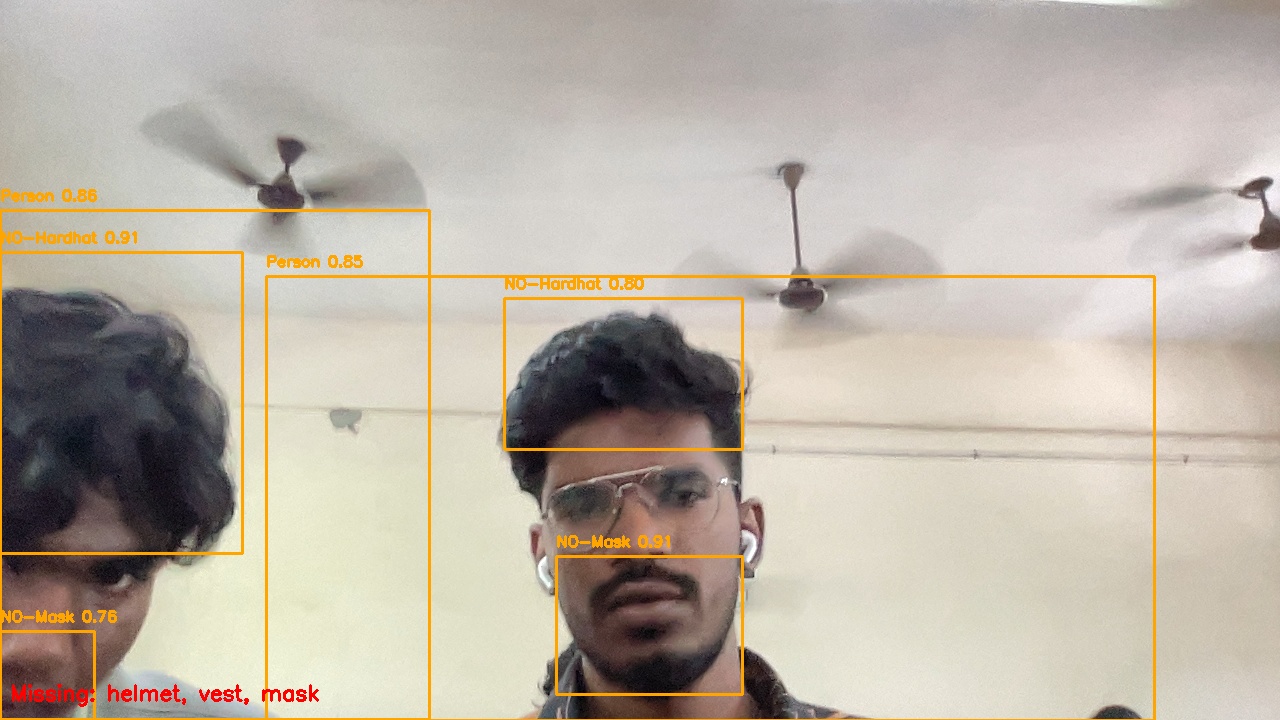 Person 0.86
NO-Hardhat 0.91
Person 0.85
NO-Hardhat 0.80
NO-Mask 0.91
NO-Mask 0.76
Missing: helmet, vest, mask